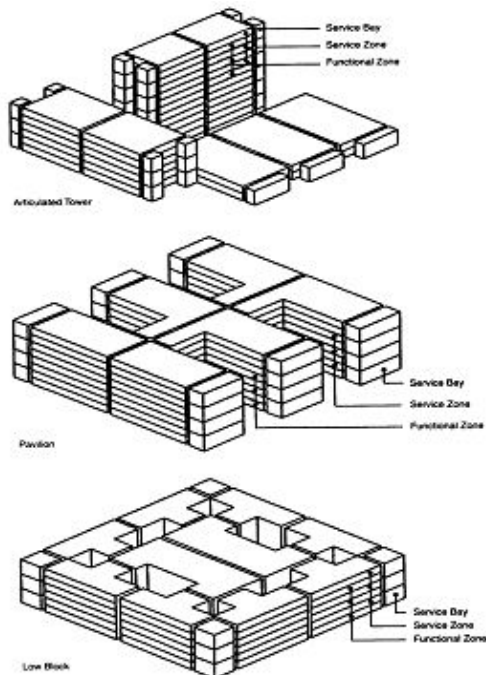 Service Bay
Service Zone
Functional Zone
Articulated Tower
Service Bay
Service Zone
Functional Zone
Pavilion
Service Bay
Service Zone
Functional Zone
Low Block